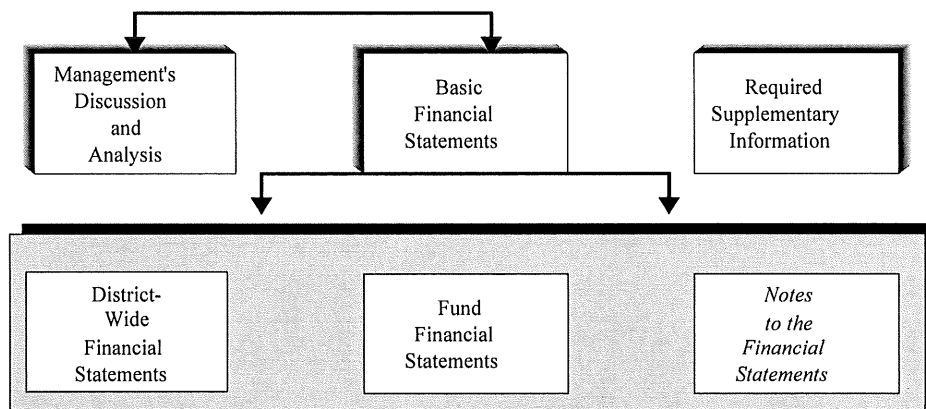 Management's
Discussion
and
Analysis
Basic
Financial
Statements
Required
Supplementary
Information
District-
Wide
Financial
Statements
Fund
Financial
Statements
Notes
to the
Financial
Statements